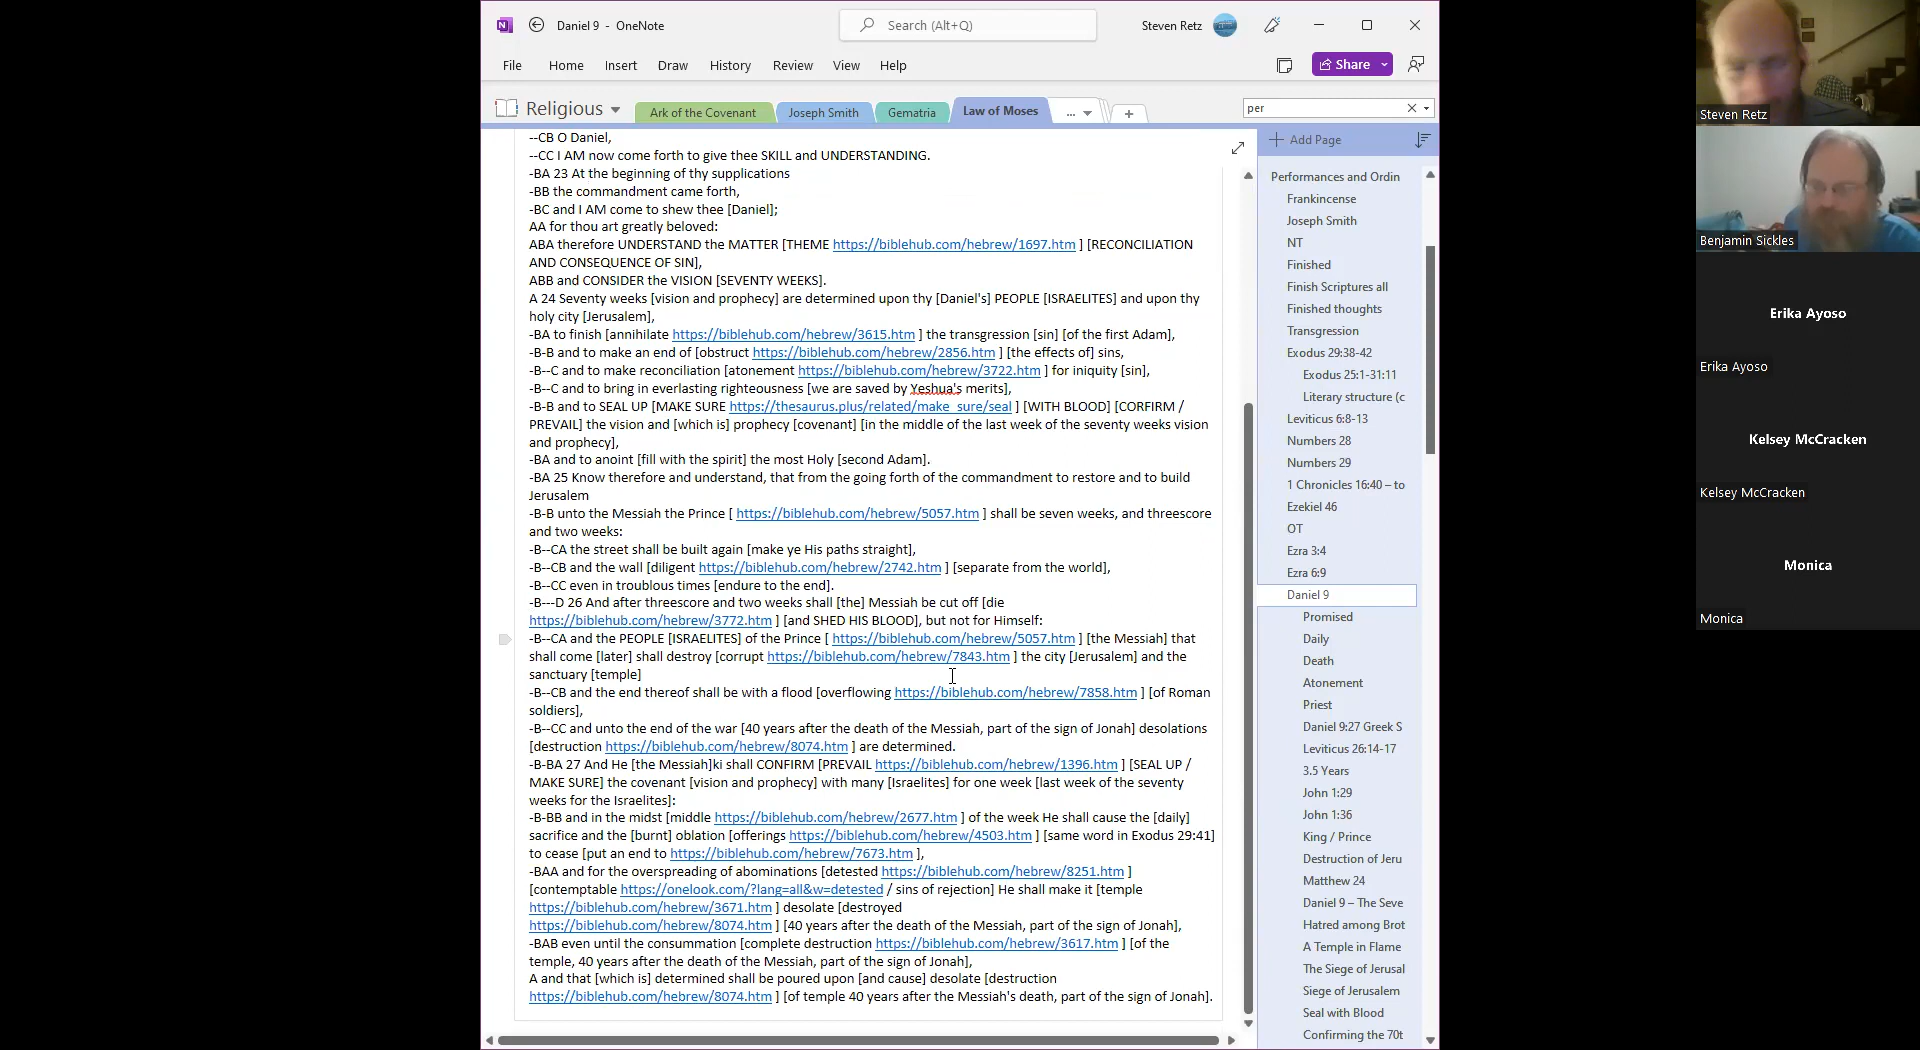 Daniel 9 - OneNote
Search (Alt+Q)
Steven Retz
File Home Insert Draw History Review View Help
Share
Religious
Ark of the Covenant
Joseph Smith
Gematria
Law of Moses
...
+
per
--CB O Daniel,
--CC I AM now come forth to give thee SKILL and UNDERSTANDING.
-BA 23 At the beginning of thy supplications
-BB the commandment came forth,
-BC and I AM come to shew thee [Daniel];
AA for thou art greatly beloved:
ABA therefore UNDERSTAND the MATTER [THEME https://biblehub.com/hebrew/1697.htm ] [RECONCILIATION
AND CONSEQUENCE OF SIN],
ABB and CONSIDER the VISION [SEVENTY WEEKS].
A 24 Seventy weeks [vision and prophecy] are determined upon thy [Daniel's] PEOPLE [ISRAELITES] and upon thy
holy city [Jerusalem],
-BA to finish [annihilate https://biblehub.com/hebrew/3615.htm ] the transgression [sin] [of the first Adam],
-B-B and to make an end of [obstruct https://biblehub.com/hebrew/2856.htm ] [the effects of] sins,
-B--C and to make reconciliation [atonement https://biblehub.com/hebrew/3722.htm ] for iniquity [sin],
-B--C and to bring in everlasting righteousness [we are saved by Yeshua's merits],
-B-B and to SEAL UP [MAKE SURE https://thesaurus.plus/related/make_sure/seal ] [WITH BLOOD] [CORFIRM /
PREVAIL] the vision and [which is] prophecy [covenant] [in the middle of the last week of the seventy weeks vision
and prophecy],
-BA and to anoint [fill with the spirit] the most Holy [second Adam].
-BA 25 Know therefore and understand, that from the going forth of the commandment to restore and to build
Jerusalem
-B-B unto the Messiah the Prince [ https://biblehub.com/hebrew/5057.htm ] shall be seven weeks, and threescore
and two weeks:
-B--CA the street shall be built again [make ye His paths straight],
-B--CB and the wall [diligent https://biblehub.com/hebrew/2742.htm ] [separate from the world],
-B--CC even in troublous times [endure to the end].
-B---D 26 And after threescore and two weeks shall [the] Messiah be cut off [die
https://biblehub.com/hebrew/3772.htm ] [and SHED HIS BLOOD], but not for Himself:
-B--CA and the PEOPLE [ISRAELITES] of the Prince [ https://biblehub.com/hebrew/5057.htm ] [the Messiah] that
shall come [later] shall destroy [corrupt https://biblehub.com/hebrew/7843.htm ] the city [Jerusalem] and the
sanctuary [temple]
-B--CB and the end thereof shall be with a flood [overflowing https://biblehub.com/hebrew/7858.htm ] [of Roman
soldiers],
-B--CC and unto the end of the war [40 years after the death of the Messiah, part of the sign of Jonah] desolations
[destruction https://biblehub.com/hebrew/8074.htm ] are determined.
-B-BA 27 And He [the Messiah]ki shall CONFIRM [PREVAIL https://biblehub.com/hebrew/1396.htm ] [SEAL UP /
MAKE SURE] the covenant [vision and prophecy] with many [Israelites] for one week [last week of the seventy
weeks for the Israelites]:
-B-BB and in the midst [middle https://biblehub.com/hebrew/2677.htm ] of the week He shall cause the [daily]
sacrifice and the [burnt] oblation [offerings https://biblehub.com/hebrew/4503.htm ] [same word in Exodus 29:41]
to cease [put an end to https://biblehub.com/hebrew/7673.htm ],
-BAA and for the overspreading of abominations [detested https://biblehub.com/hebrew/8251.htm ]
[contemptable https://onelook.com/?lang=all&w=detested / sins of rejection] He shall make it [temple
https://biblehub.com/hebrew/3671.htm ] desolate [destroyed
https://biblehub.com/hebrew/8074.htm ] [40 years after the death of the Messiah, part of the sign of Jonah],
-BAB even until the consummation [complete destruction https://biblehub.com/hebrew/3617.htm ] [of the
temple, 40 years after the death of the Messiah, part of the sign of Jonah],
A and that [which is] determined shall be poured upon [and cause] desolate [destruction
https://biblehub.com/hebrew/8074.htm ] [of temple 40 years after the Messiah's death, part of the sign of Jonah].
Add Page
Performances and Ordin
Frankincense
Joseph Smith
NT
Finished
Finish Scriptures all
Finished thoughts
Transgression
Exodus 29:38-42
Exodus 25:1-31:11
Literary structure (c
Leviticus 6:8-13
Numbers 28
Numbers 29
1 Chronicles 16:40 – to
Ezekiel 46
OT
Ezra 3:4
Ezra 6:9
Daniel 9
Promised
Daily
Death
Atonement
Priest
Daniel 9:27 Greek S
Leviticus 26:14-17
3.5 Years
John 1:29
John 1:36
King / Prince
Destruction of Jeru
Matthew 24
Daniel 9 – The Seve
Hatred among Brot
A Temple in Flame
The Siege of Jerusal
Siege of Jerusalem
Seal with Blood
Confirming the 70t
Steven Retz
Benjamin Sickles
Erika Ayoso
Erika Ayoso
Kelsey McCracken
Kelsey McCracken
Monica
Monica